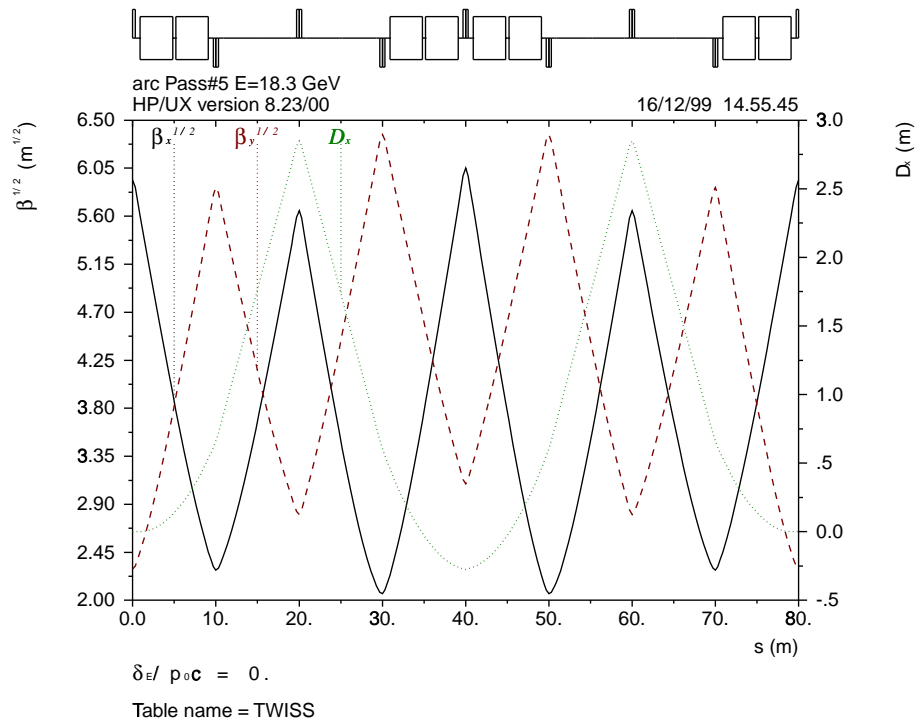 arc Pass#5 E=18.3 GeV
HP/UX version 8.23/00 16/12/99 14.55.45
β x 1/2 β y 1/2 D x
β 1/2 (m1/2)
6.50
6.05
5.60
5.15
4.70
4.25
3.80
3.35
2.90
2.45
2.00
3.0
2.5
2.0
1.5
1.0
0.5
0.0
-.5
Dx (m)
0.0 10. 20. 30. 40. 50. 60. 70. 80.
s (m)
δE/ p0c = 0.
Table name = TWISS